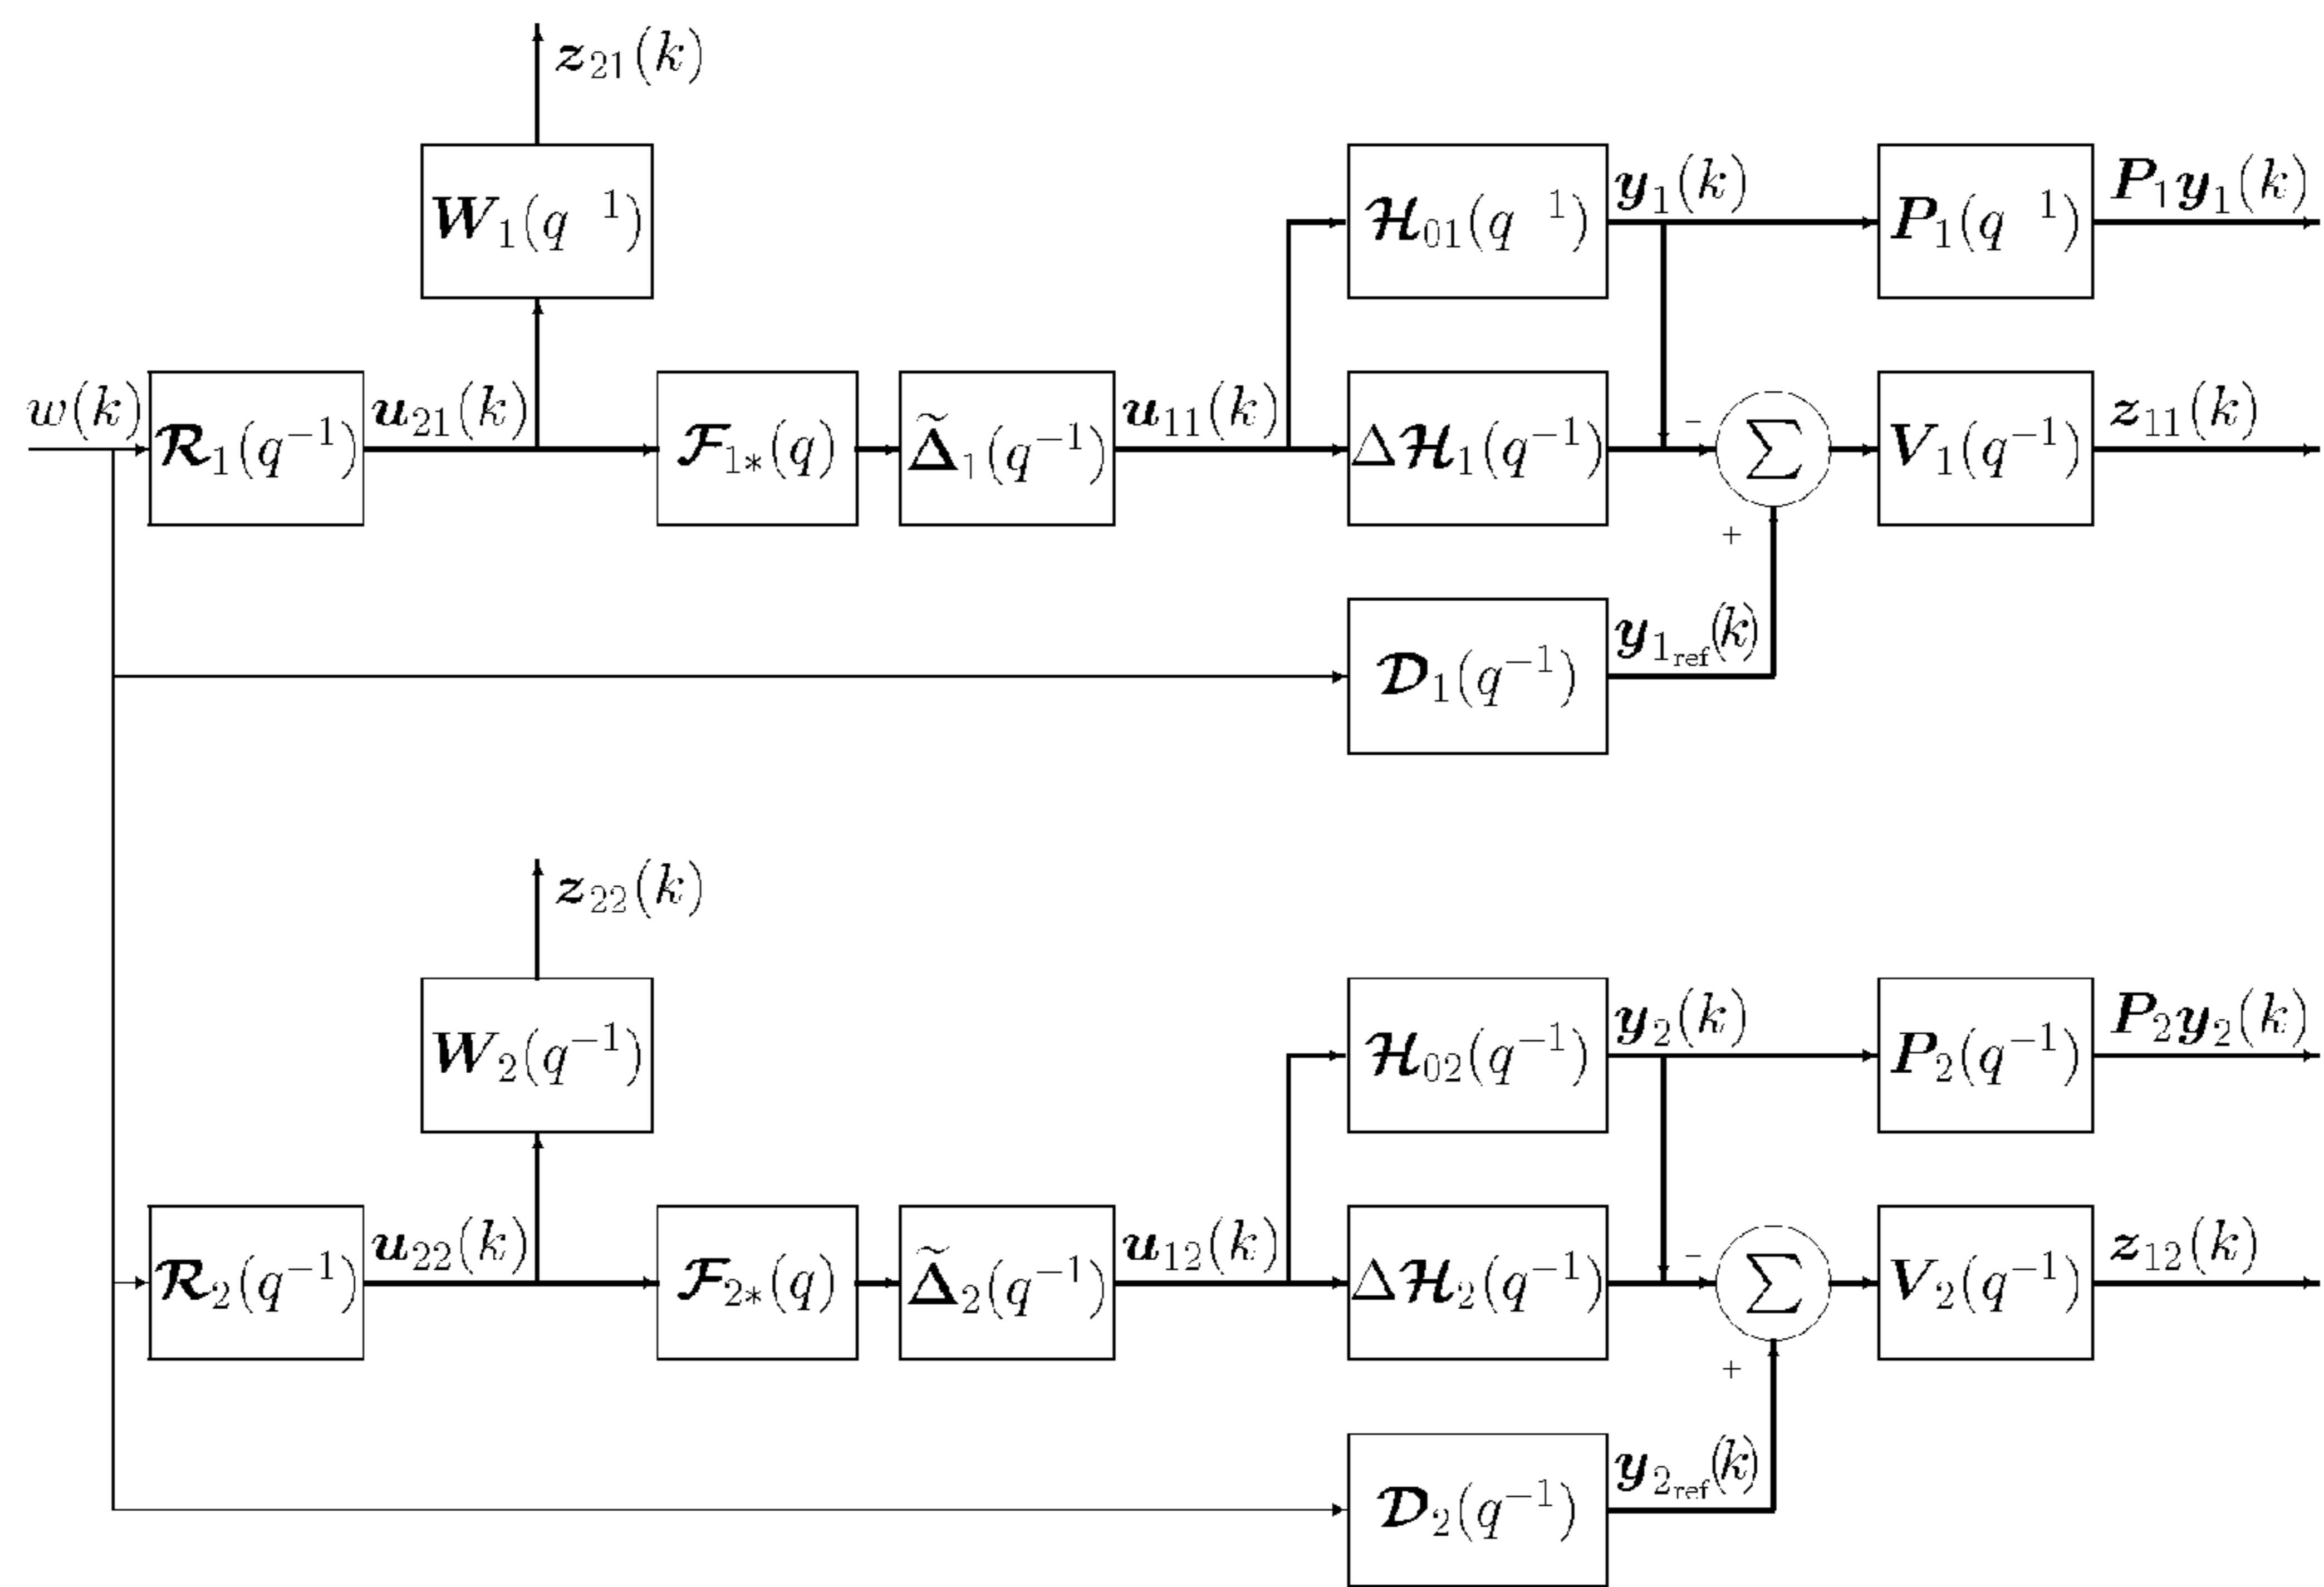 z₂₁(k)
W₁(q ¹) H₀₁(q ¹) y₁(k) P₁(q ¹) P₁y₁(k)
w(k) R₁(q⁻¹) u₂₁(k) F₁*(q) Δ̃₁(q⁻¹) u₁₁(k) ΔH₁(q⁻¹) - Σ V₁(q⁻¹) z₁₁(k)
+
D₁(q⁻¹) y₁ref(k)
z₂₂(k)
W₂(q⁻¹) H₀₂(q⁻¹) y₂(k) P₂(q⁻¹) P₂y₂(k)
R₂(q⁻¹) u₂₂(k) F₂*(q) Δ̃₂(q⁻¹) u₁₂(k) ΔH₂(q⁻¹) - Σ V₂(q⁻¹) z₁₂(k)
+
D₂(q⁻¹) y₂ref(k)